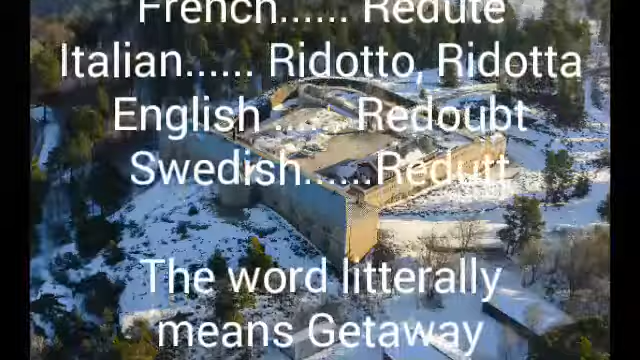 French...... Redute
Italian...... Ridotto, Ridotta
English ...... Redoubt
Swedish......Redutt
The word litterally
means Getaway